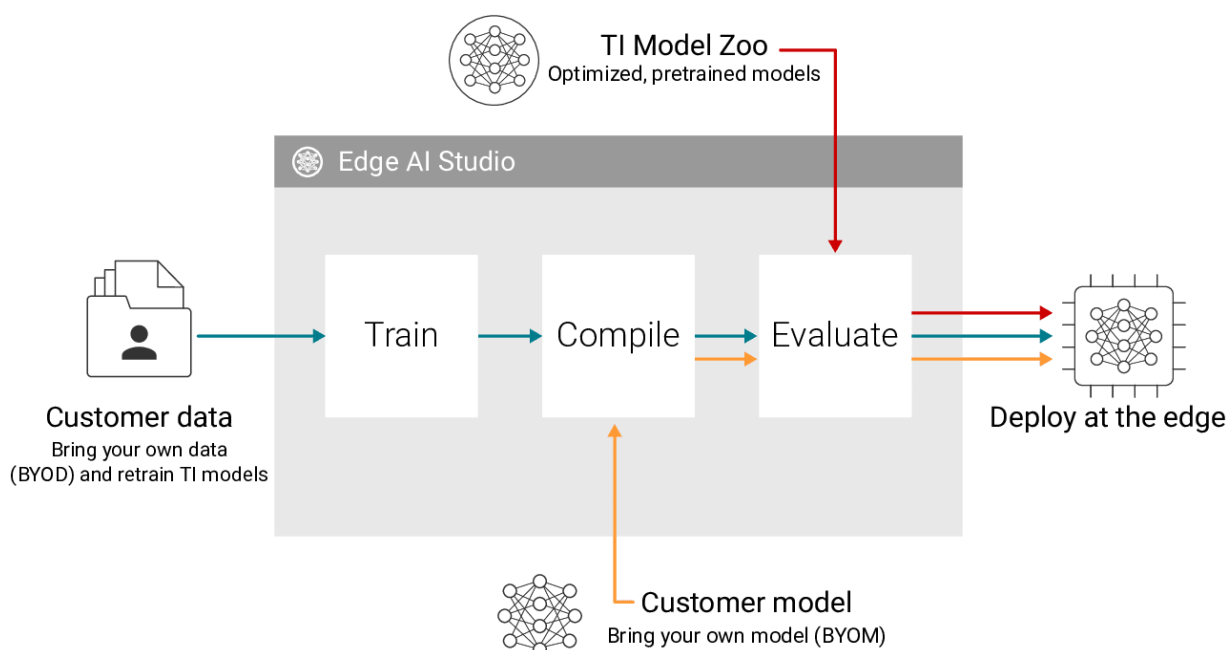 TI Model Zoo
Optimized, pretrained models
Edge AI Studio
Train
Compile
Evaluate
Customer data
Bring your own data
(BYOD) and retrain TI models
Deploy at the edge
Customer model
Bring your own model (BYOM)